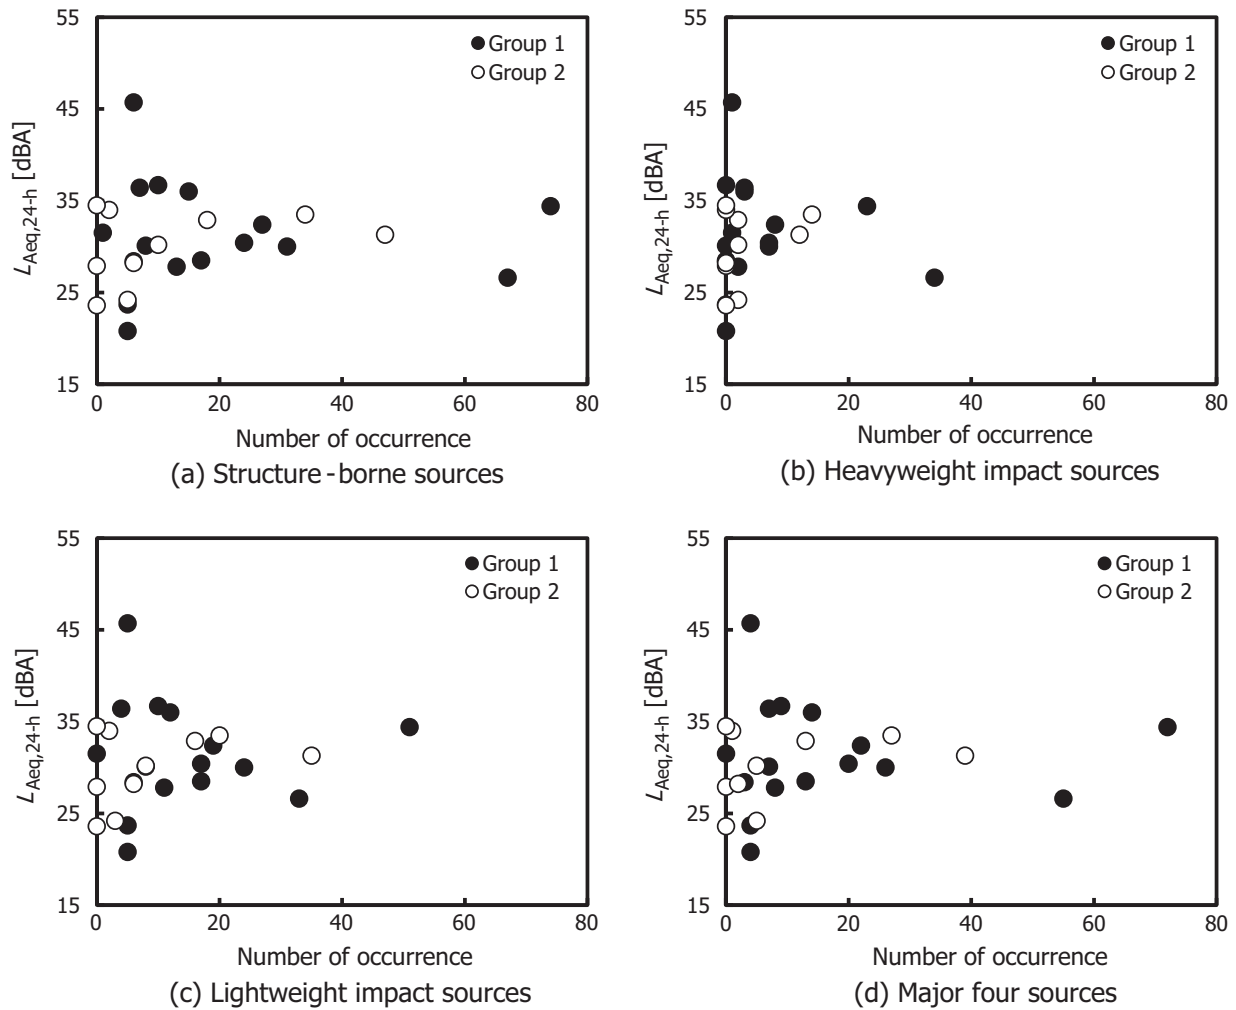 55
45
35
25
15
L_Aeq,24-h [dBA]
Group 1
Group 2
0 20 40 60 80
Number of occurrence
(a) Structure-borne sources
55
45
35
25
15
L_Aeq,24-h [dBA]
Group 1
Group 2
0 20 40 60 80
Number of occurrence
(b) Heavyweight impact sources
55
45
35
25
15
L_Aeq,24-h [dBA]
Group 1
Group 2
0 20 40 60 80
Number of occurrence
(c) Lightweight impact sources
55
45
35
25
15
L_Aeq,24-h [dBA]
Group 1
Group 2
0 20 40 60 80
Number of occurrence
(d) Major four sources